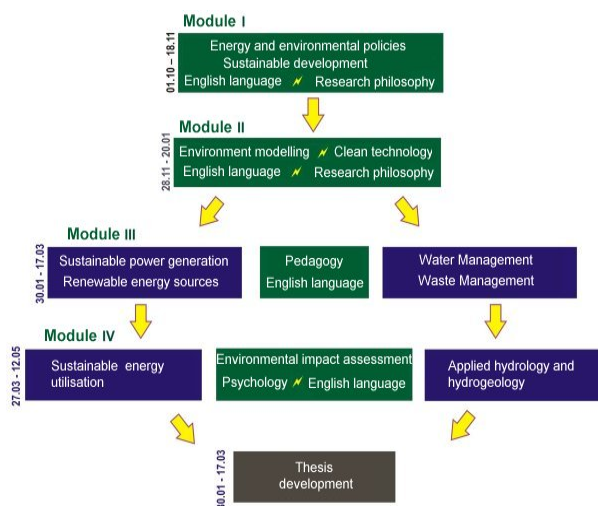 Module I
01.10 – 18.11
Energy and environmental policies
Sustainable development
English language Research philosophy
Module II
28.11 - 20.01
Environment modelling Clean technology
English language Research philosophy
Module III
30.01 - 17.03
Sustainable power generation
Renewable energy sources
Pedagogy
English language
Water Management
Waste Management
Module IV
27.03 - 12.05
Sustainable energy
utilisation
Environmental impact assessment
Psychology English language
Applied hydrology and
hydrogeology
30.01 - 17.03
Thesis
development